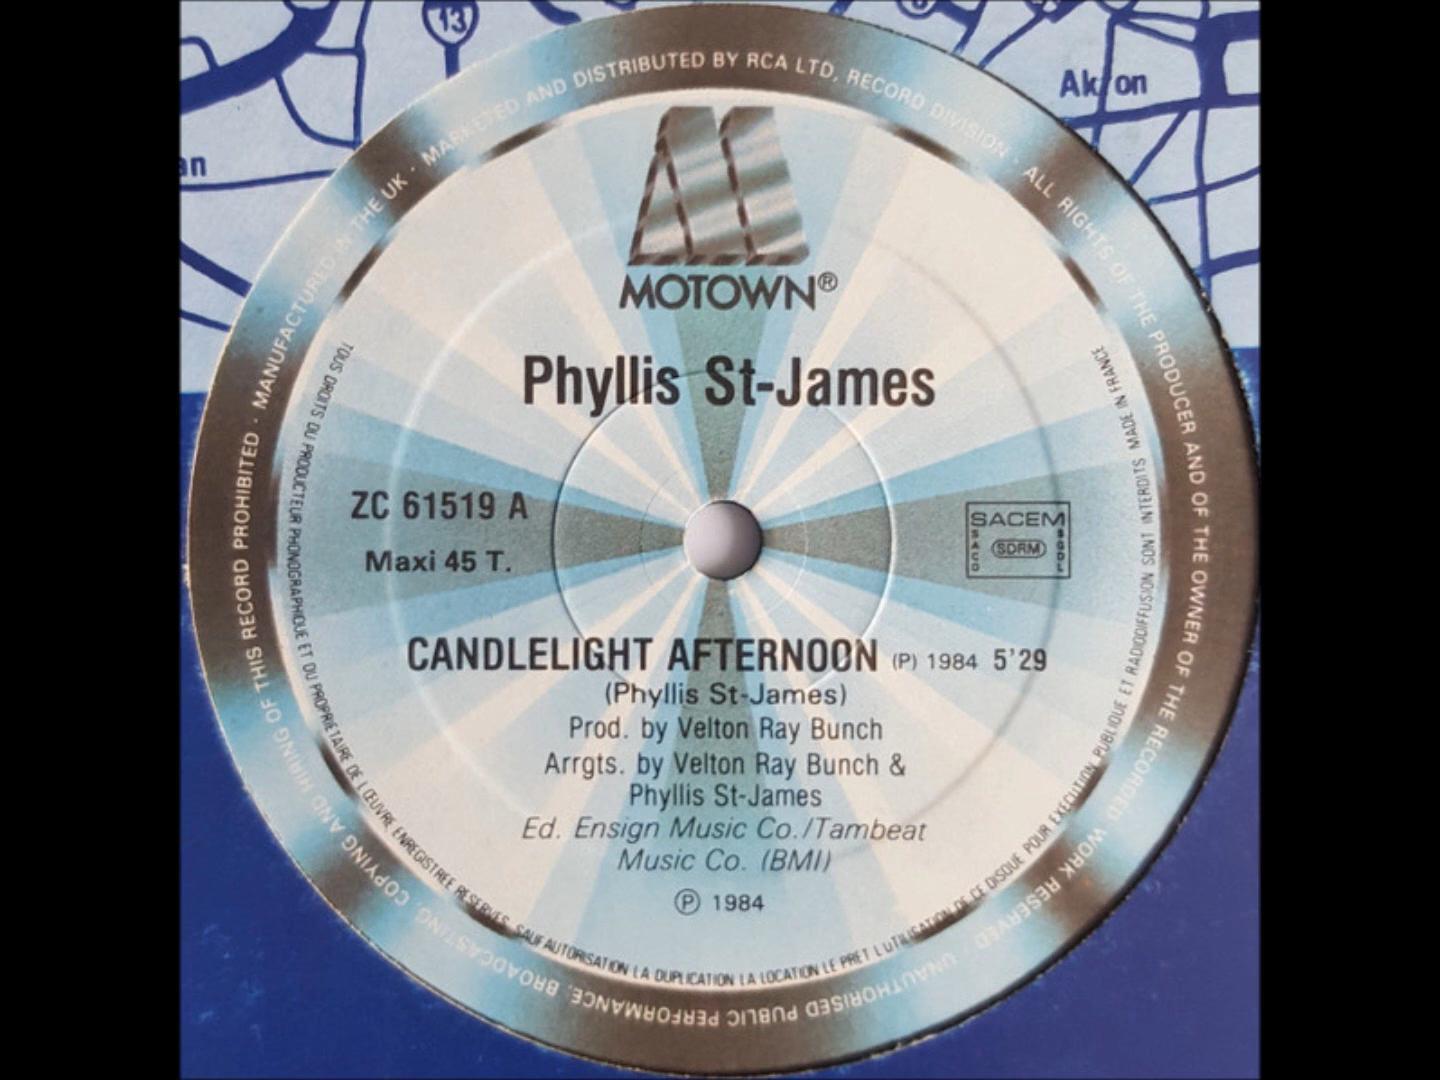 13
Akron
an
MANUFACTURED IN THE UK · MARKETED AND DISTRIBUTED BY RCA LTD, RECORD DIVISION · ALL RIGHTS OF THE PRODUCER AND OF THE OWNER OF THE RECORDED WORK RESERVED · UNAUTHORISED PUBLIC PERFORMANCE, BROADCASTING, COPYING AND HIRING OF THIS RECORD PROHIBITED ·
MOTOWN®
Phyllis St-James
TOUS DROITS DU PRODUCTEUR PHONOGRAPHIQUE ET DU PROPRIETAIRE DE L'ŒUVRE ENREGISTREE RESERVES. SAUF AUTORISATION LA DUPLICATION LA LOCATION LE PRET L'UTILISATION DE CE DISQUE POUR EXECUTION PUBLIQUE ET RADIODIFFUSION SONT INTERDITS MADE IN FRANCE
ZC 61519 A
Maxi 45 T.
SACEM
SACD
SDRM
SGDL
CANDLELIGHT AFTERNOON (P) 1984 5'29
(Phyllis St-James)
Prod. by Velton Ray Bunch
Arrgts. by Velton Ray Bunch &
Phyllis St-James
Ed. Ensign Music Co./Tambeat
Music Co. (BMI)
℗ 1984